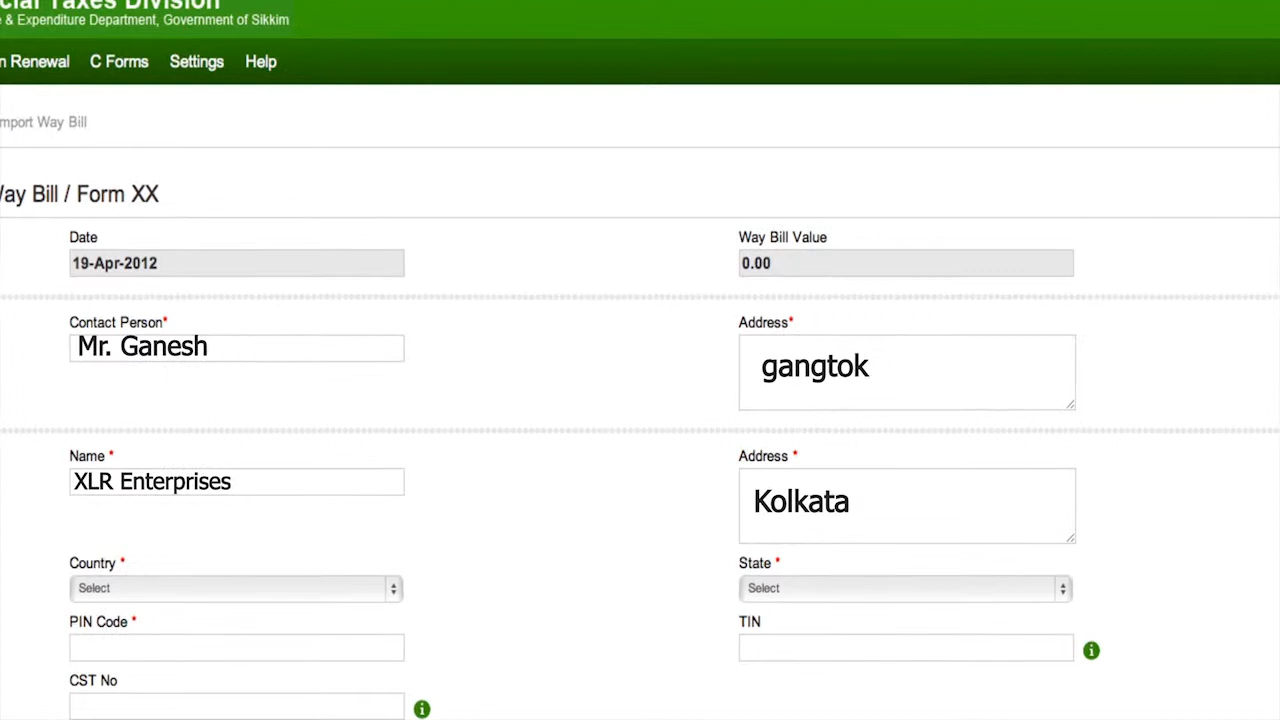 cial Taxes Division
e & Expenditure Department, Government of Sikkim
n Renewal C Forms Settings Help
mport Way Bill
Way Bill / Form XX
Date Way Bill Value
19-Apr-2012 0.00
Contact Person* Address*
Mr. Ganesh gangtok
Name * Address *
XLR Enterprises Kolkata
Country * State *
Select Select
PIN Code * TIN
CST No